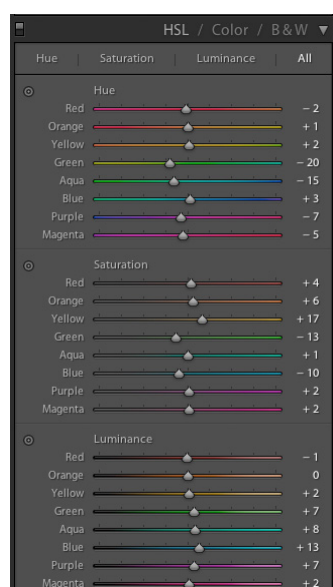 HSL / Color / B & W
Hue | Saturation | Luminance | All
Hue
Red − 2
Orange + 1
Yellow + 2
Green − 20
Aqua − 15
Blue + 3
Purple − 7
Magenta − 5
Saturation
Red + 4
Orange + 6
Yellow + 17
Green − 13
Aqua + 1
Blue − 10
Purple + 2
Magenta + 2
Luminance
Red − 1
Orange 0
Yellow + 2
Green + 7
Aqua + 8
Blue + 13
Purple + 7
Magenta + 2